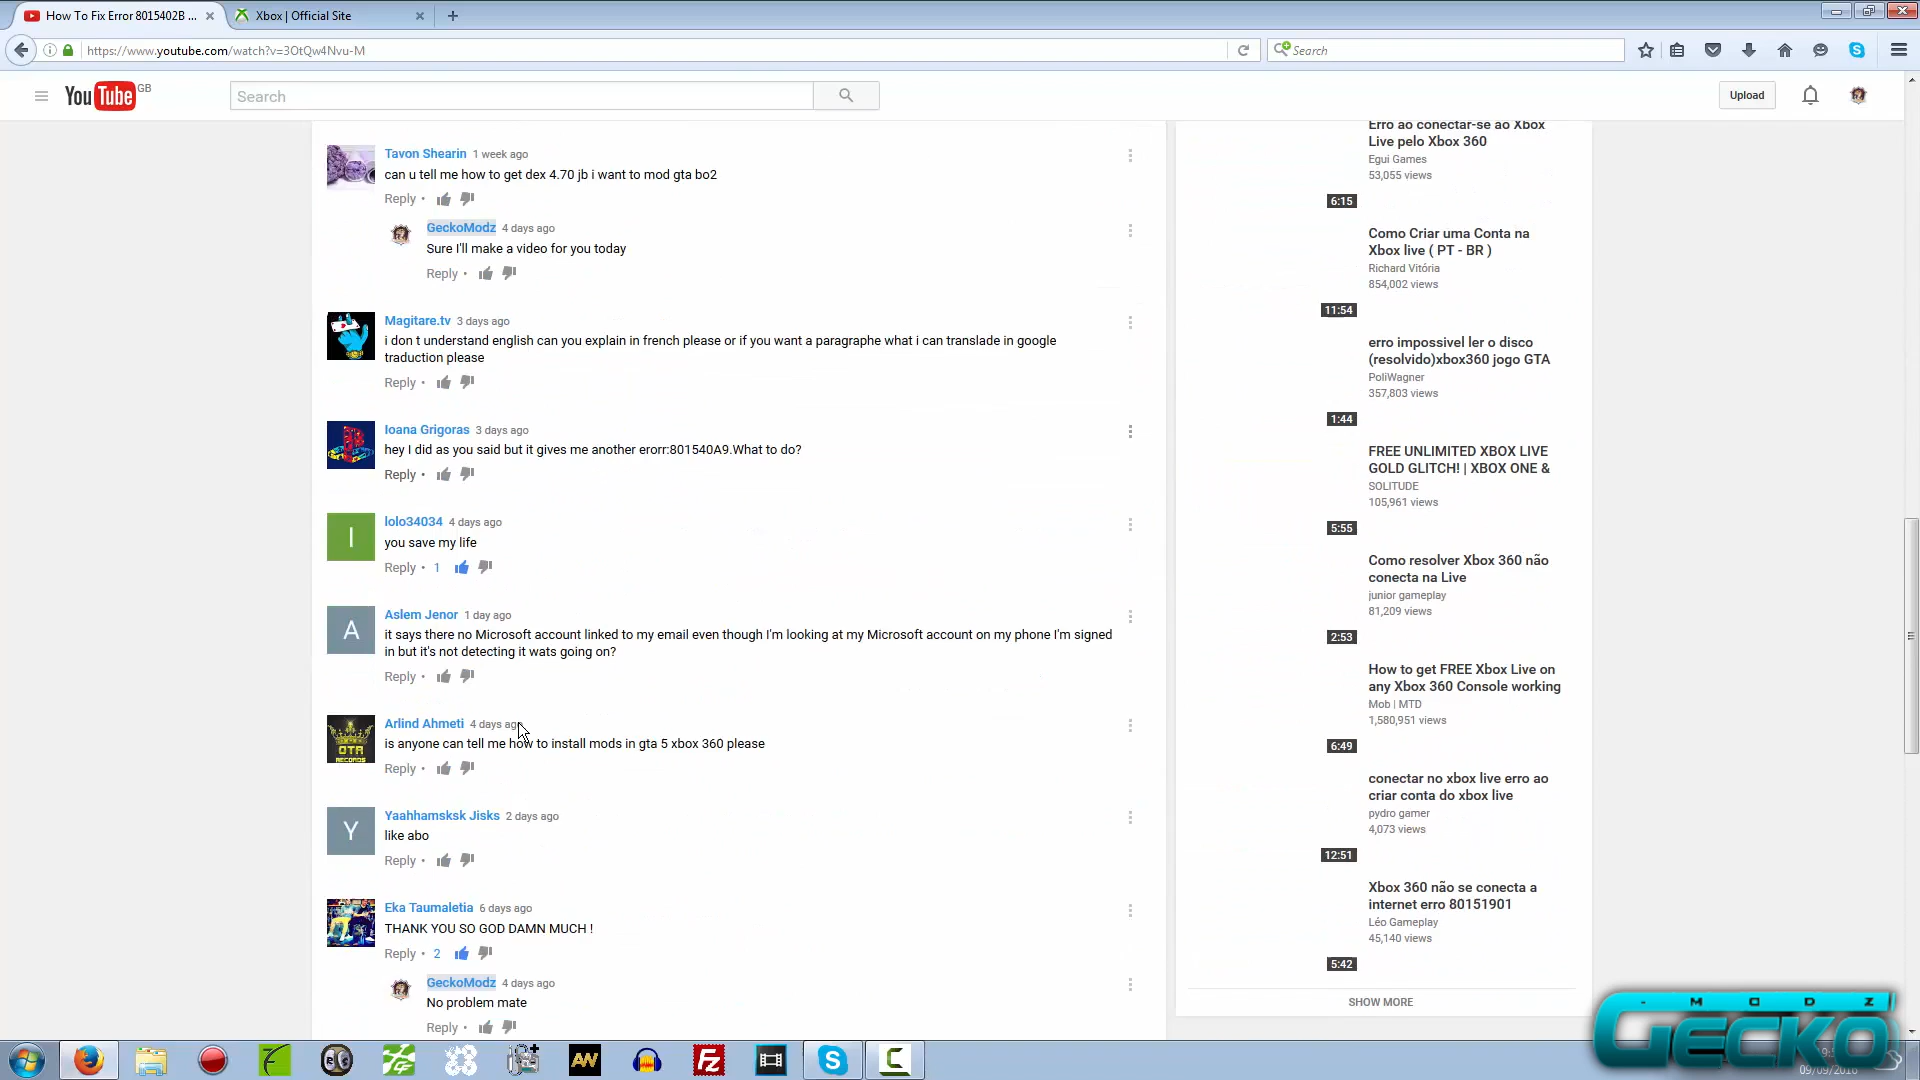 How To Fix Error 8015402B ...
Xbox | Official Site
https://www.youtube.com/watch?v=3OtQw4Nvu-M
Search
YouTube GB
Search
Upload
Tavon Shearin 1 week ago
can u tell me how to get dex 4.70 jb i want to mod gta bo2
Reply •
GeckoModz 4 days ago
Sure I'll make a video for you today
Reply •
Magitare.tv 3 days ago
i don t understand english can you explain in french please or if you want a paragraphe what i can translade in google
traduction please
Reply •
Ioana Grigoras 3 days ago
hey I did as you said but it gives me another erorr:801540A9.What to do?
Reply •
I
lolo34034 4 days ago
you save my life
Reply • 1
A
Aslem Jenor 1 day ago
it says there no Microsoft account linked to my email even though I'm looking at my Microsoft account on my phone I'm signed
in but it's not detecting it wats going on?
Reply •
OTR
RECORDS
Arlind Ahmeti 4 days ago
is anyone can tell me how to install mods in gta 5 xbox 360 please
Reply •
Y
Yaahhamsksk Jisks 2 days ago
like abo
Reply •
Eka Taumaletia 6 days ago
THANK YOU SO GOD DAMN MUCH !
Reply • 2
GeckoModz 4 days ago
No problem mate
Reply •
Erro ao conectar-se ao Xbox
Live pelo Xbox 360
Egui Games
53,055 views
6:15
Como Criar uma Conta na
Xbox live ( PT - BR )
Richard Vitória
854,002 views
11:54
erro impossivel ler o disco
(resolvido)xbox360 jogo GTA
PoliWagner
357,803 views
1:44
FREE UNLIMITED XBOX LIVE
GOLD GLITCH! | XBOX ONE &
SOLITUDE
105,961 views
5:55
Como resolver Xbox 360 não
conecta na Live
junior gameplay
81,209 views
2:53
How to get FREE Xbox Live on
any Xbox 360 Console working
Mob | MTD
1,580,951 views
6:49
conectar no xbox live erro ao
criar conta do xbox live
pydro gamer
4,073 views
12:51
Xbox 360 não se conecta a
internet erro 80151901
Léo Gameplay
45,140 views
5:42
SHOW MORE
- M O D Z
GECKO
AW
Fz
S
C
09/09/2016